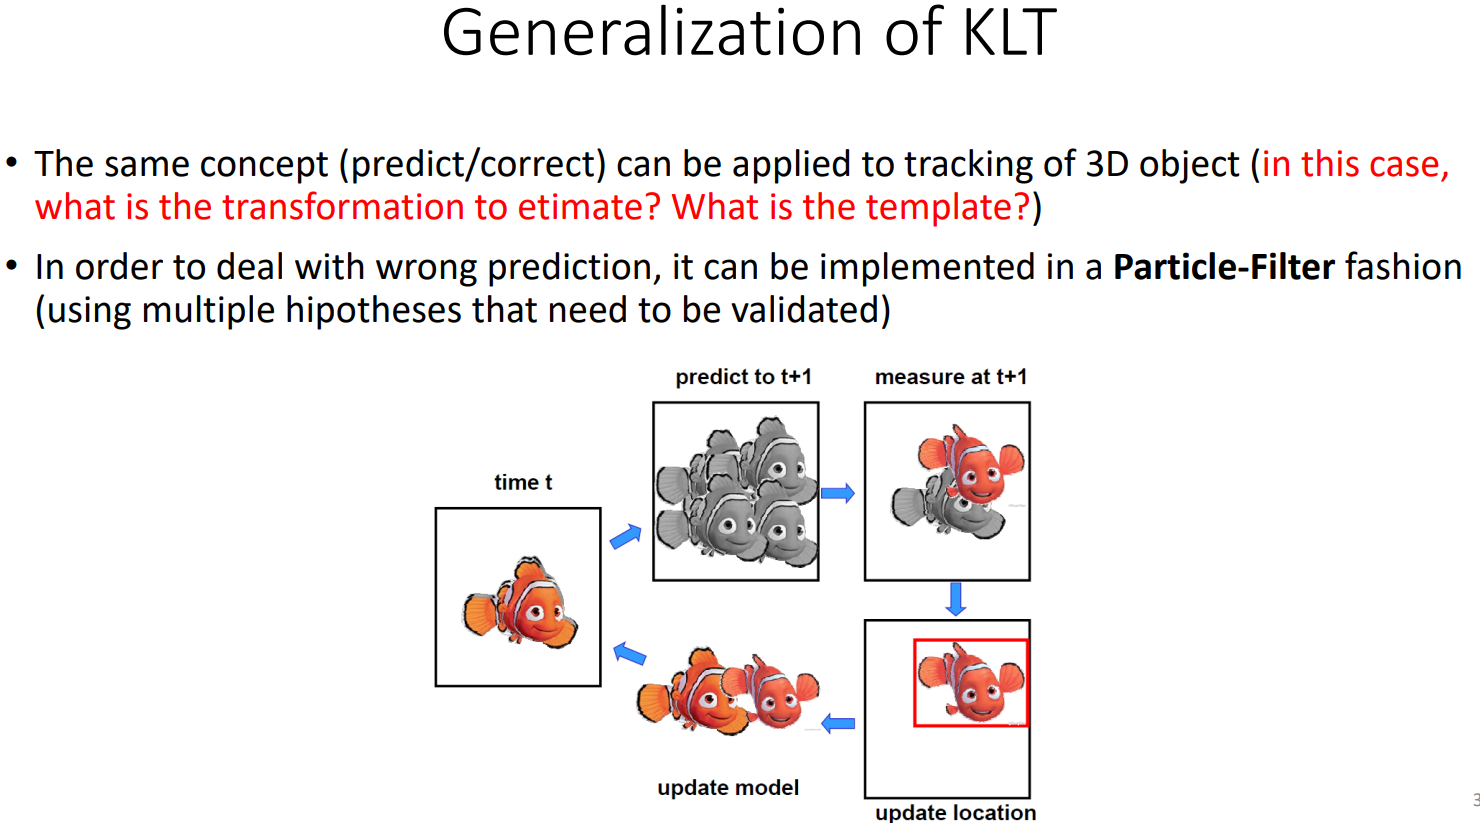 Generalization of KLT
• The same concept (predict/correct) can be applied to tracking of 3D object (in this case,
what is the transformation to etimate? What is the template?)
• In order to deal with wrong prediction, it can be implemented in a Particle-Filter fashion
(using multiple hipotheses that need to be validated)
predict to t+1
measure at t+1
time t
update model
update location
3